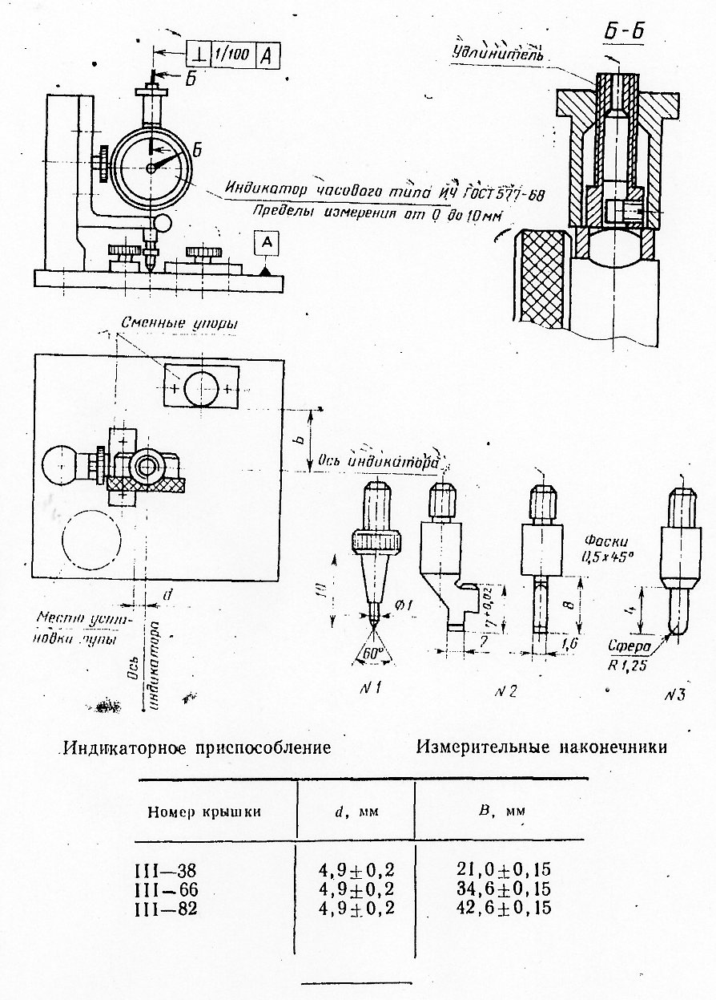 Б-Б
Удлинитель
⊥ 1/100 А
Б
Б
Индикатор часового типа ИЧ ГОСТ 577-68
Пределы измерения от 0 до 10 мм
А
Сменные упоры
b
Ось индикатора
Фаски
0,5×45°
10
Ø1
60°
7+0,02
8
1,6
4
Сфера
R1,25
N1
N2
N3
d
Место уста-
новки лупы
Ось
индикатора
Индикаторное приспособление
Измерительные наконечники
Номер крышки d, мм В, мм
III—38 4,9±0,2 21,0±0,15
III—66 4,9±0,2 34,6±0,15
III—82 4,9±0,2 42,6±0,15